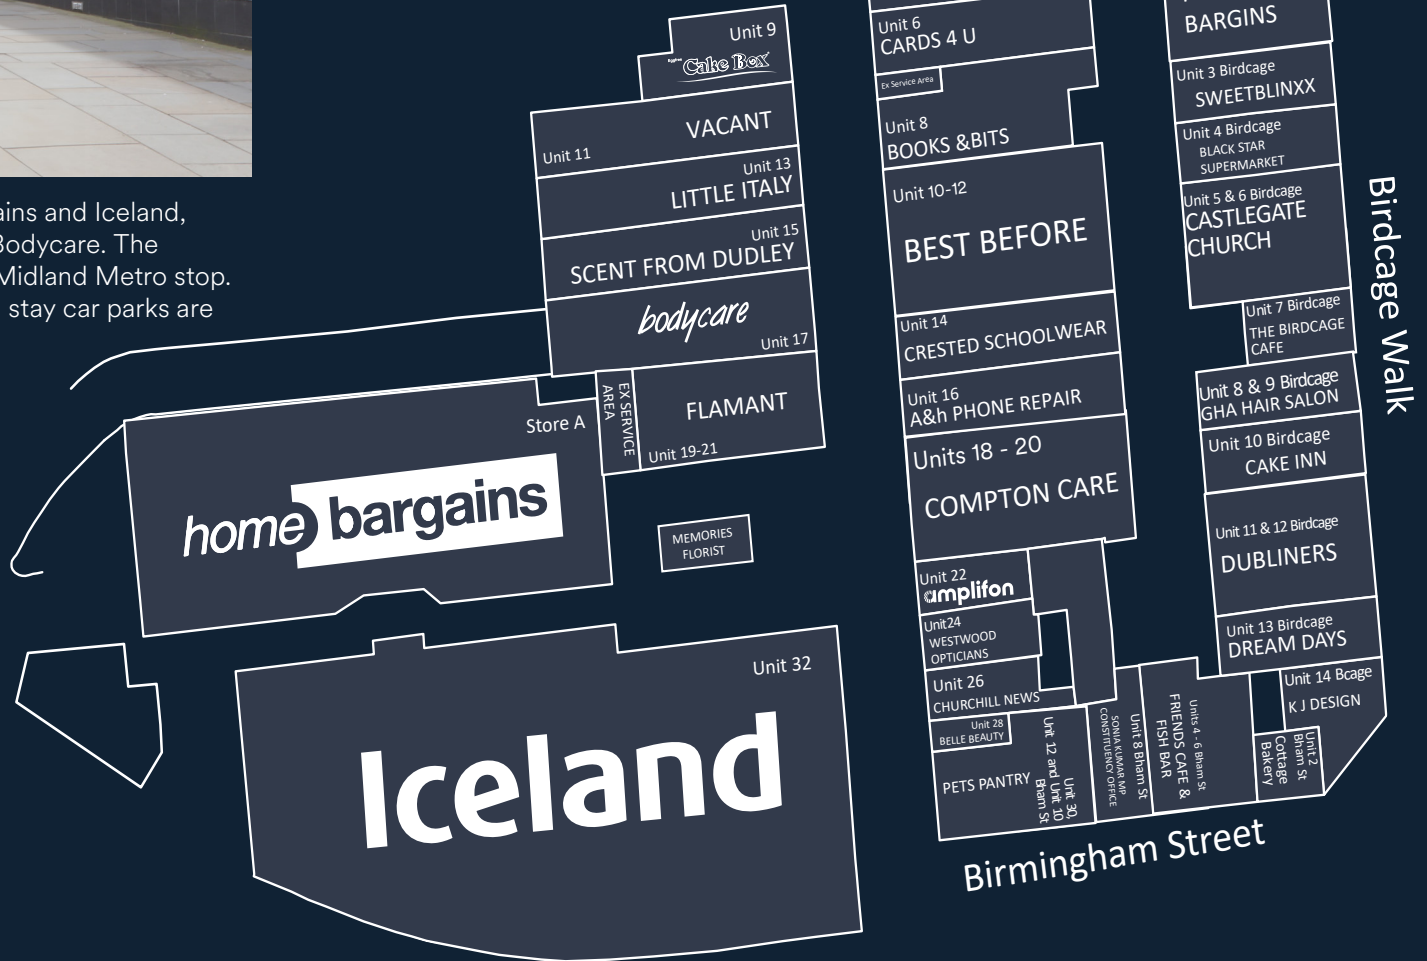 ains and Iceland,
Bodycare. The
Midland Metro stop.
stay car parks are
Unit 9
Cake Box
VACANT
Unit 11
Unit 13
LITTLE ITALY
Unit 15
SCENT FROM DUDLEY
bodycare
Unit 17
EX SERVICE
AREA
FLAMANT
Unit 19-21
Store A
home bargains
MEMORIES
FLORIST
Unit 32
Iceland
Unit 6
CARDS 4 U
Ex Service Area
Unit 8
BOOKS &BITS
Unit 10-12
BEST BEFORE
Unit 14
CRESTED SCHOOLWEAR
Unit 16
A&h PHONE REPAIR
Units 18 - 20
COMPTON CARE
Unit 22
amplifon
Unit24
WESTWOOD
OPTICIANS
Unit 26
CHURCHILL NEWS
Unit 28
BELLE BEAUTY
PETS PANTRY
Unit 30,
Unit 12 and Unit 10
Bham St
Unit 8 Bham St
SONIA KUMAR MP
CONSTITUENCY OFFICE
Units 4 - 6 Bham St
FRIENDS CAFE &
FISH BAR
BARGINS
Unit 3 Birdcage
SWEETBLINXX
Unit 4 Birdcage
BLACK STAR
SUPERMARKET
Unit 5 & 6 Birdcage
CASTLEGATE
CHURCH
Unit 7 Birdcage
THE BIRDCAGE
CAFE
Unit 8 & 9 Birdcage
GHA HAIR SALON
Unit 10 Birdcage
CAKE INN
Unit 11 & 12 Birdcage
DUBLINERS
Unit 13 Birdcage
DREAM DAYS
Unit 14 Bcage
K J DESIGN
Unit 2
Bham St
Cottage
Bakery
Birdcage Walk
Birmingham Street